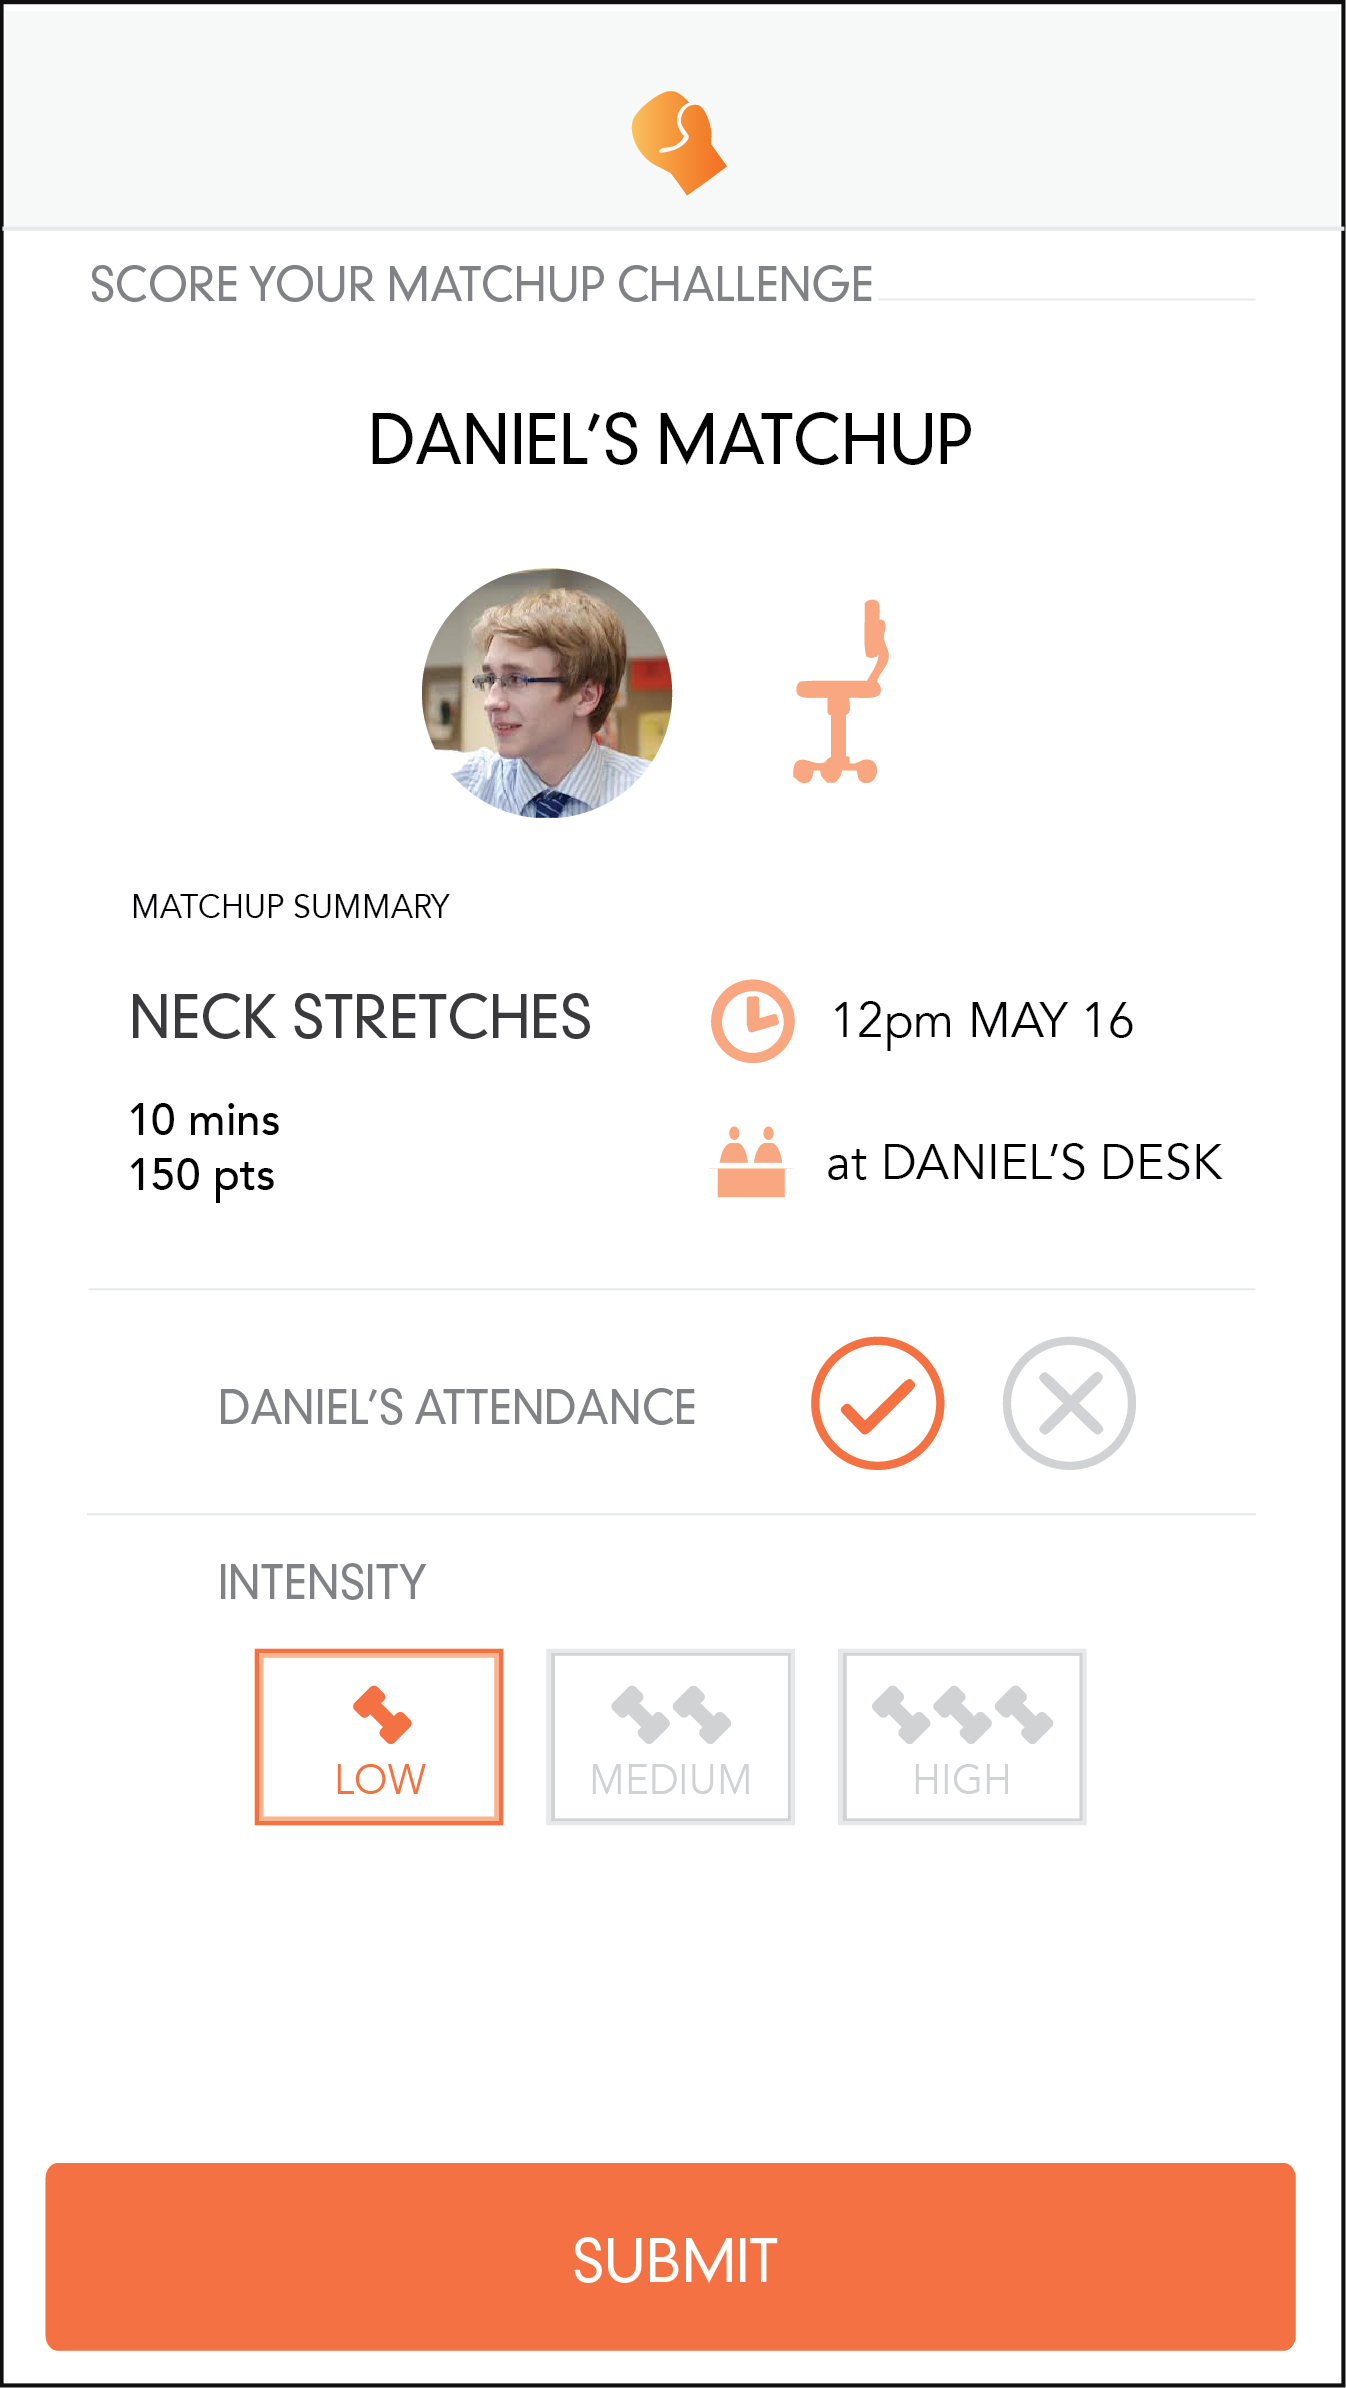 SCORE YOUR MATCHUP CHALLENGE
DANIEL’S MATCHUP
MATCHUP SUMMARY
NECK STRETCHES
10 mins
150 pts
12pm MAY 16
at DANIEL’S DESK
DANIEL’S ATTENDANCE
INTENSITY
LOW
MEDIUM
HIGH
SUBMIT